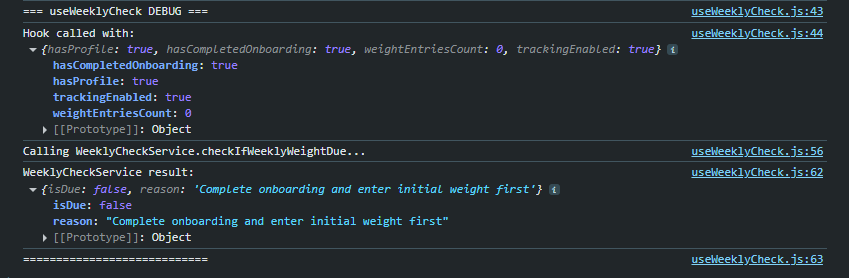 === useWeeklyCheck DEBUG === useWeeklyCheck.js:43
Hook called with: useWeeklyCheck.js:44
{hasProfile: true, hasCompletedOnboarding: true, weightEntriesCount: 0, trackingEnabled: true} i
hasCompletedOnboarding: true
hasProfile: true
trackingEnabled: true
weightEntriesCount: 0
[[Prototype]]: Object
Calling WeeklyCheckService.checkIfWeeklyWeightDue... useWeeklyCheck.js:56
WeeklyCheckService result: useWeeklyCheck.js:62
{isDue: false, reason: 'Complete onboarding and enter initial weight first'} i
isDue: false
reason: "Complete onboarding and enter initial weight first"
[[Prototype]]: Object
============================ useWeeklyCheck.js:63